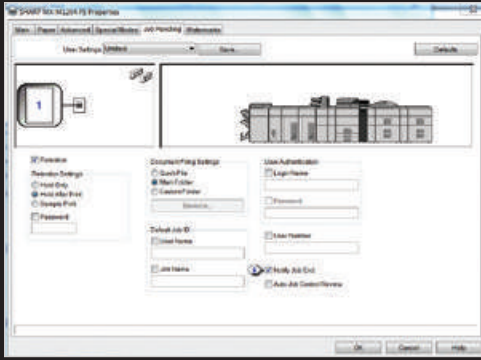 SHARP MX-M1204 PS Properties
Main Paper Advanced Special Modes Job Handling Watermarks
User Settings: Untitled Save... Defaults
1
Retention
Retention Settings
Hold Only
Hold After Print
Sample Print
Password
Document Filing Settings
Quick File
Main Folder
Custom Folder
Default Job ID
User Name
Job Name
User Authentication
Login Name
Password
User Number
Notify Job End
Auto Job Control Review
OK Cancel Help